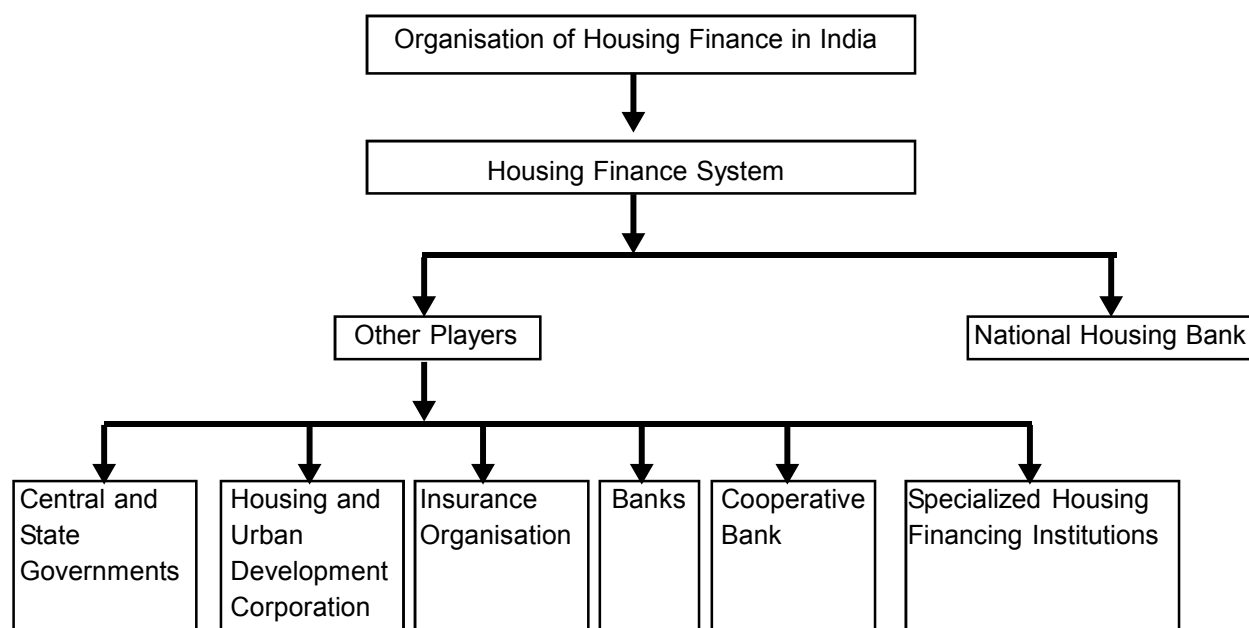 Organisation of Housing Finance in India
Housing Finance System
Other Players
National Housing Bank
Central and
State
Governments
Housing and
Urban
Development
Corporation
Insurance
Organisation
Banks
Cooperative
Bank
Specialized Housing
Financing Institutions